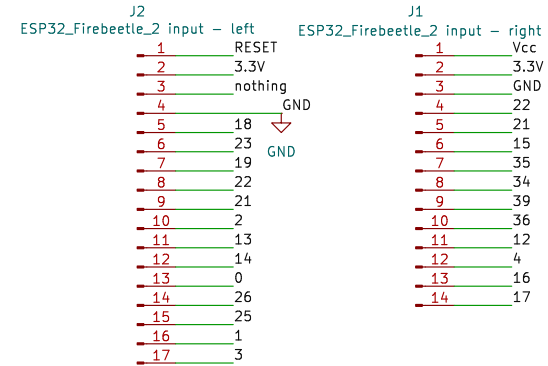 J2
ESP32_Firebeetle_2 input - left
1 RESET
2 3.3V
3 nothing
4 GND
GND
5 18
6 23
7 19
8 22
9 21
10 2
11 13
12 14
13 0
14 26
15 25
16 1
17 3
J1
ESP32_Firebeetle_2 input - right
1 Vcc
2 3.3V
3 GND
4 22
5 21
6 15
7 35
8 34
9 39
10 36
11 12
12 4
13 16
14 17